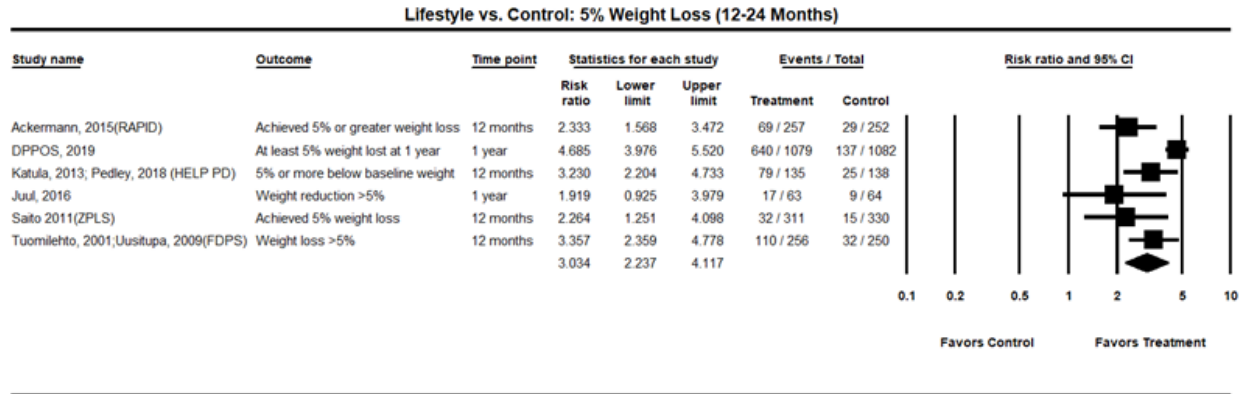 Lifestyle vs. Control: 5% Weight Loss (12-24 Months)
Study name Outcome Time point Statistics for each study Events / Total Risk ratio and 95% CI
Risk ratio Lower limit Upper limit Treatment Control
Ackermann, 2015(RAPID) Achieved 5% or greater weight loss 12 months 2.333 1.568 3.472 69 / 257 29 / 252
DPPOS, 2019 At least 5% weight lost at 1 year 1 year 4.685 3.976 5.520 640 / 1079 137 / 1082
Katula, 2013; Pedley, 2018 (HELP PD) 5% or more below baseline weight 12 months 3.230 2.204 4.733 79 / 135 25 / 138
Juul, 2016 Weight reduction >5% 1 year 1.919 0.925 3.979 17 / 63 9 / 64
Saito 2011(ZPLS) Achieved 5% weight loss 12 months 2.264 1.251 4.098 32 / 311 15 / 330
Tuomilehto, 2001;Uusitupa, 2009(FDPS) Weight loss >5% 12 months 3.357 2.359 4.778 110 / 256 32 / 250
3.034 2.237 4.117
0.1 0.2 0.5 1 2 5 10
Favors Control Favors Treatment